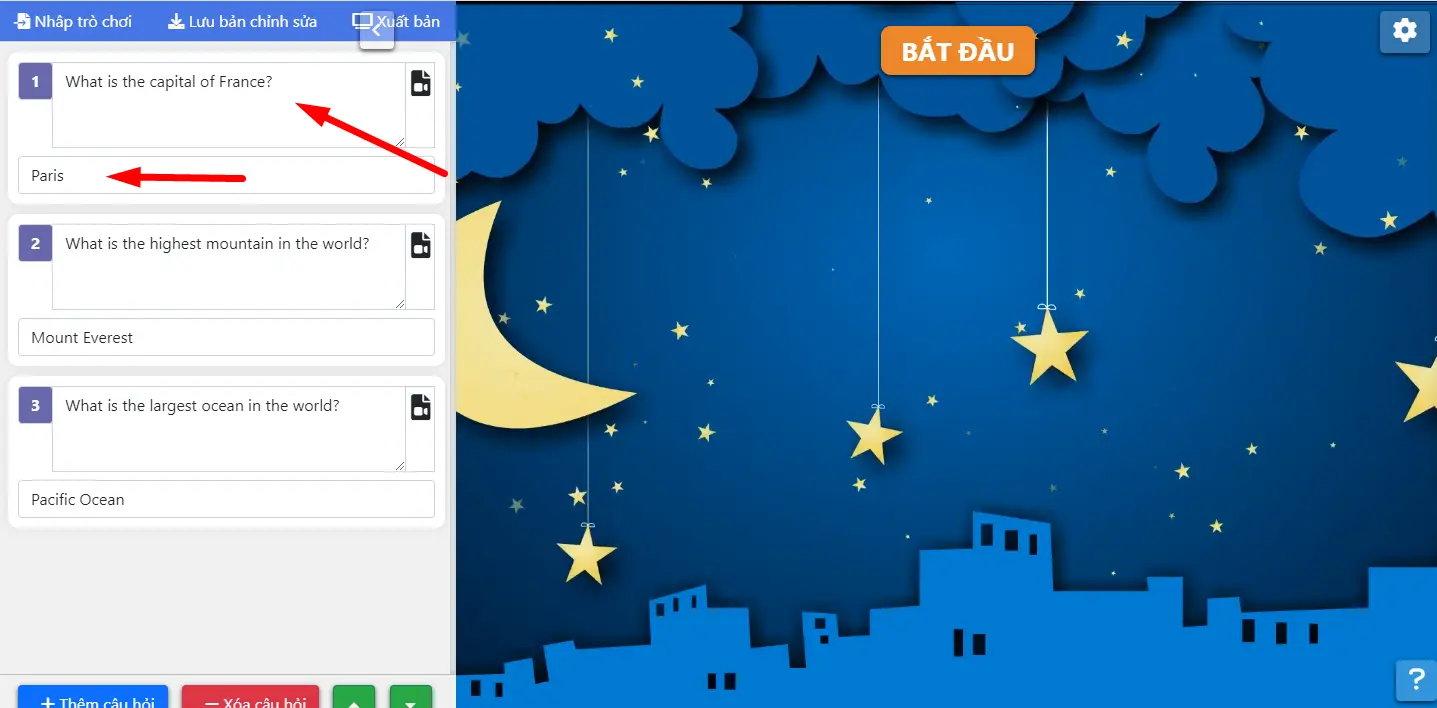 Nhập trò chơi Lưu bản chỉnh sửa Xuất bản
BẮT ĐẦU
1 What is the capital of France?
Paris
2 What is the highest mountain in the world?
Mount Everest
3 What is the largest ocean in the world?
Pacific Ocean
+ Thêm câu hỏi − Xóa câu hỏi
?